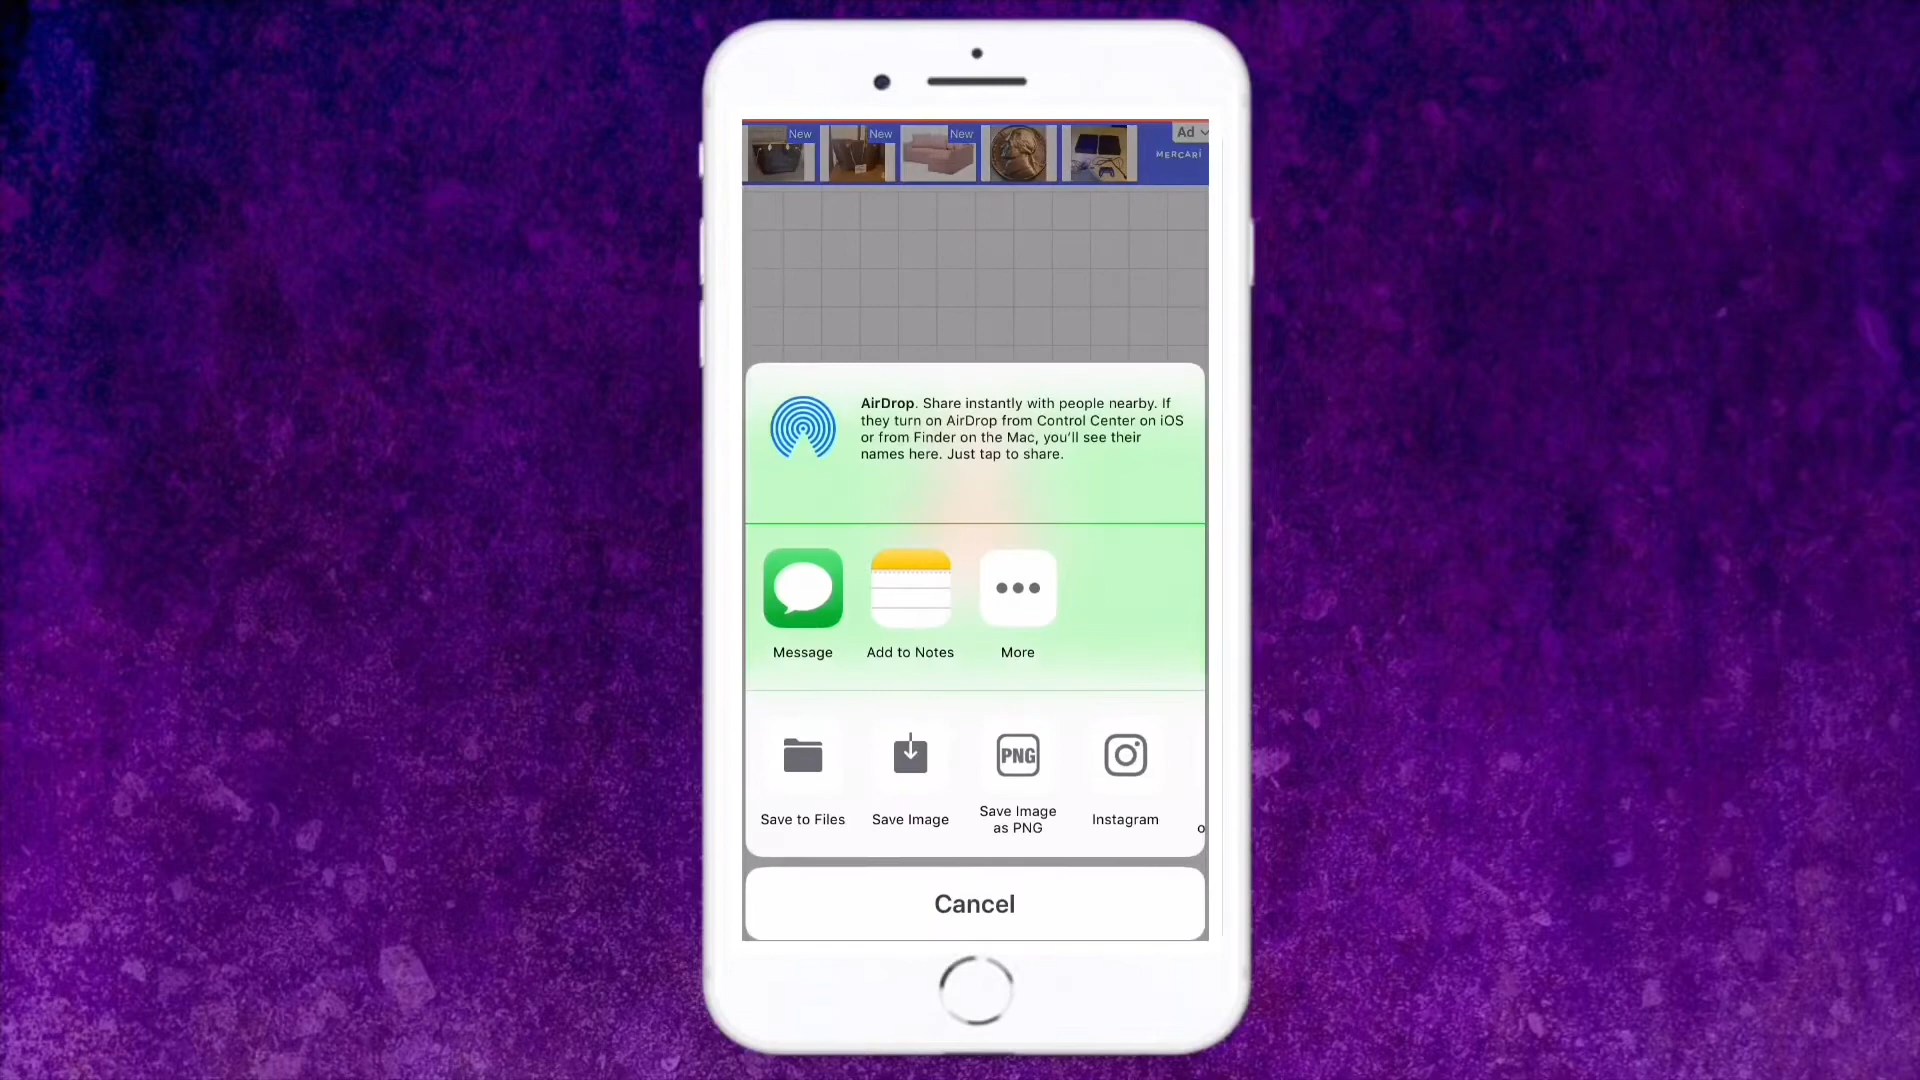 New New New Ad
MERCARI
AirDrop. Share instantly with people nearby. If
they turn on AirDrop from Control Center on iOS
or from Finder on the Mac, you'll see their
names here. Just tap to share.
Message Add to Notes More
PNG
Save to Files Save Image Save Image
as PNG Instagram
o
Cancel